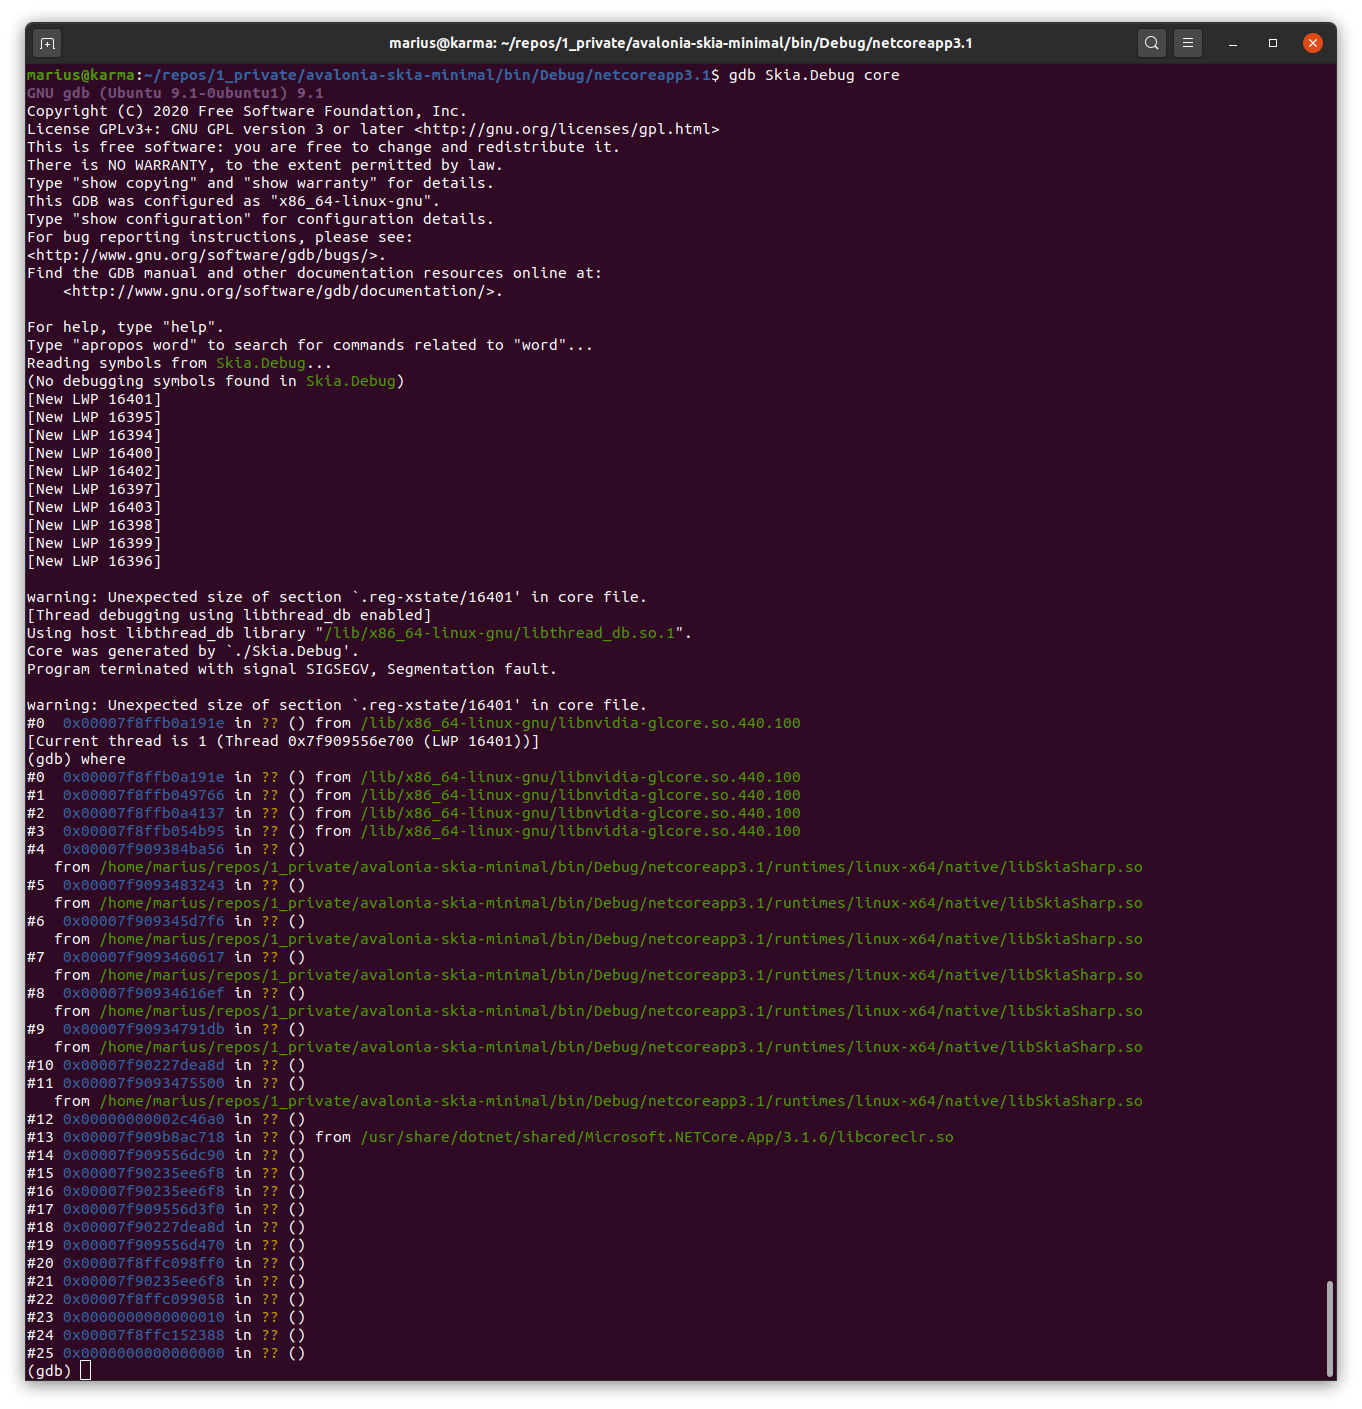 marius@karma: ~/repos/1_private/avalonia-skia-minimal/bin/Debug/netcoreapp3.1
marius@karma:~/repos/1_private/avalonia-skia-minimal/bin/Debug/netcoreapp3.1$ gdb Skia.Debug core
GNU gdb (Ubuntu 9.1-0ubuntu1) 9.1
Copyright (C) 2020 Free Software Foundation, Inc.
License GPLv3+: GNU GPL version 3 or later <http://gnu.org/licenses/gpl.html>
This is free software: you are free to change and redistribute it.
There is NO WARRANTY, to the extent permitted by law.
Type "show copying" and "show warranty" for details.
This GDB was configured as "x86_64-linux-gnu".
Type "show configuration" for configuration details.
For bug reporting instructions, please see:
<http://www.gnu.org/software/gdb/bugs/>.
Find the GDB manual and other documentation resources online at:
    <http://www.gnu.org/software/gdb/documentation/>.

For help, type "help".
Type "apropos word" to search for commands related to "word"...
Reading symbols from Skia.Debug...
(No debugging symbols found in Skia.Debug)
[New LWP 16401]
[New LWP 16395]
[New LWP 16394]
[New LWP 16400]
[New LWP 16402]
[New LWP 16397]
[New LWP 16403]
[New LWP 16398]
[New LWP 16399]
[New LWP 16396]

warning: Unexpected size of section `.reg-xstate/16401' in core file.
[Thread debugging using libthread_db enabled]
Using host libthread_db library "/lib/x86_64-linux-gnu/libthread_db.so.1".
Core was generated by `./Skia.Debug'.
Program terminated with signal SIGSEGV, Segmentation fault.

warning: Unexpected size of section `.reg-xstate/16401' in core file.
#0  0x00007f8ffb0a191e in ?? () from /lib/x86_64-linux-gnu/libnvidia-glcore.so.440.100
[Current thread is 1 (Thread 0x7f909556e700 (LWP 16401))]
(gdb) where
#0  0x00007f8ffb0a191e in ?? () from /lib/x86_64-linux-gnu/libnvidia-glcore.so.440.100
#1  0x00007f8ffb049766 in ?? () from /lib/x86_64-linux-gnu/libnvidia-glcore.so.440.100
#2  0x00007f8ffb0a4137 in ?? () from /lib/x86_64-linux-gnu/libnvidia-glcore.so.440.100
#3  0x00007f8ffb054b95 in ?? () from /lib/x86_64-linux-gnu/libnvidia-glcore.so.440.100
#4  0x00007f909384ba56 in ?? ()
   from /home/marius/repos/1_private/avalonia-skia-minimal/bin/Debug/netcoreapp3.1/runtimes/linux-x64/native/libSkiaSharp.so
#5  0x00007f9093483243 in ?? ()
   from /home/marius/repos/1_private/avalonia-skia-minimal/bin/Debug/netcoreapp3.1/runtimes/linux-x64/native/libSkiaSharp.so
#6  0x00007f909345d7f6 in ?? ()
   from /home/marius/repos/1_private/avalonia-skia-minimal/bin/Debug/netcoreapp3.1/runtimes/linux-x64/native/libSkiaSharp.so
#7  0x00007f9093460617 in ?? ()
   from /home/marius/repos/1_private/avalonia-skia-minimal/bin/Debug/netcoreapp3.1/runtimes/linux-x64/native/libSkiaSharp.so
#8  0x00007f90934616ef in ?? ()
   from /home/marius/repos/1_private/avalonia-skia-minimal/bin/Debug/netcoreapp3.1/runtimes/linux-x64/native/libSkiaSharp.so
#9  0x00007f90934791db in ?? ()
   from /home/marius/repos/1_private/avalonia-skia-minimal/bin/Debug/netcoreapp3.1/runtimes/linux-x64/native/libSkiaSharp.so
#10 0x00007f90227dea8d in ?? ()
#11 0x00007f9093475500 in ?? ()
   from /home/marius/repos/1_private/avalonia-skia-minimal/bin/Debug/netcoreapp3.1/runtimes/linux-x64/native/libSkiaSharp.so
#12 0x00000000002c46a0 in ?? ()
#13 0x00007f909b8ac718 in ?? () from /usr/share/dotnet/shared/Microsoft.NETCore.App/3.1.6/libcoreclr.so
#14 0x00007f909556dc90 in ?? ()
#15 0x00007f90235ee6f8 in ?? ()
#16 0x00007f90235ee6f8 in ?? ()
#17 0x00007f909556d3f0 in ?? ()
#18 0x00007f90227dea8d in ?? ()
#19 0x00007f909556d470 in ?? ()
#20 0x00007f8ffc098ff0 in ?? ()
#21 0x00007f90235ee6f8 in ?? ()
#22 0x00007f8ffc099058 in ?? ()
#23 0x0000000000000010 in ?? ()
#24 0x00007f8ffc152388 in ?? ()
#25 0x0000000000000000 in ?? ()
(gdb)